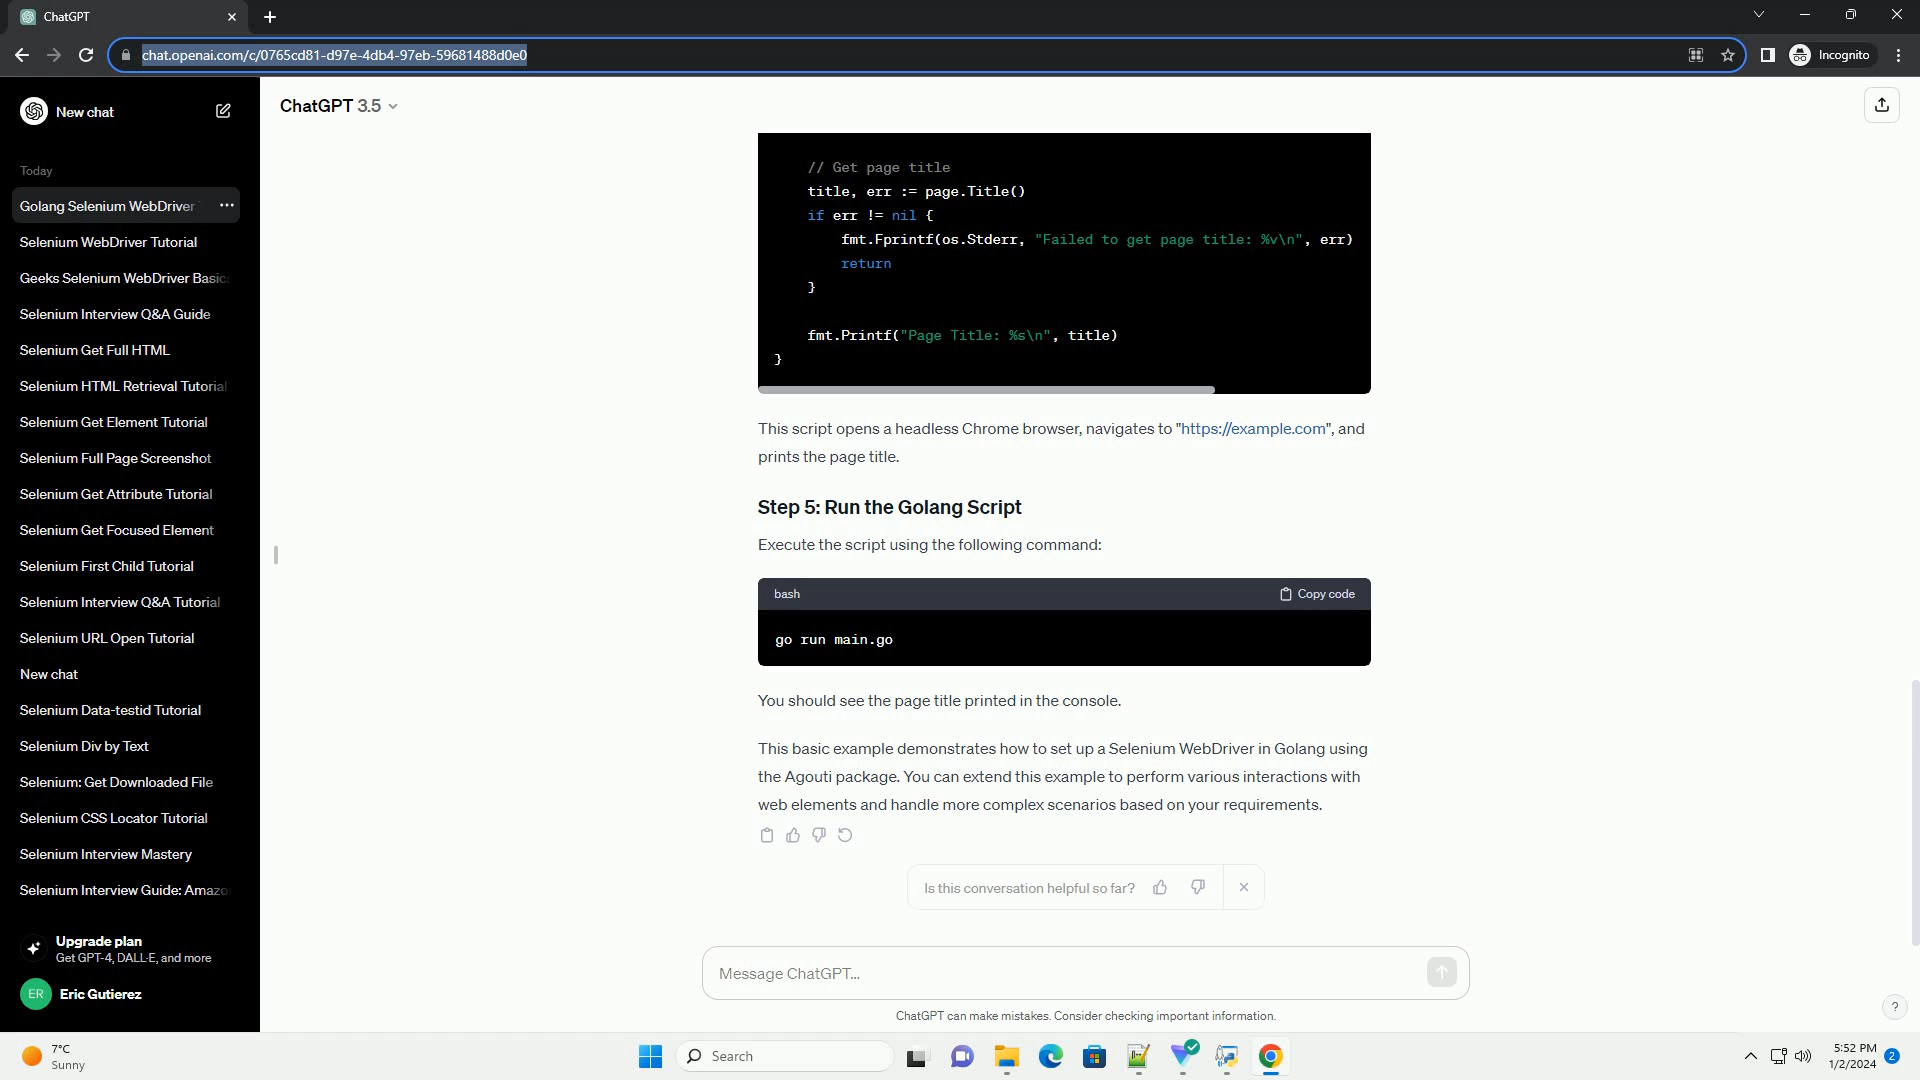 ChatGPT
chat.openai.com/c/0765cd81-d97e-4db4-97eb-59681488d0e0
Incognito
New chat
Today
Golang Selenium WebDriver
Selenium WebDriver Tutorial
Geeks Selenium WebDriver Basics
Selenium Interview Q&A Guide
Selenium Get Full HTML
Selenium HTML Retrieval Tutorial
Selenium Get Element Tutorial
Selenium Full Page Screenshot
Selenium Get Attribute Tutorial
Selenium Get Focused Element
Selenium First Child Tutorial
Selenium Interview Q&A Tutorial
Selenium URL Open Tutorial
New chat
Selenium Data-testid Tutorial
Selenium Div by Text
Selenium: Get Downloaded File
Selenium CSS Locator Tutorial
Selenium Interview Mastery
Selenium Interview Guide: Amazo
Upgrade plan
Get GPT-4, DALL·E, and more
ER
Eric Gutierez
ChatGPT 3.5
// Get page title
title, err := page.Title()
if err != nil {
fmt.Fprintf(os.Stderr, "Failed to get page title: %v\n", err)
return
}
fmt.Printf("Page Title: %s\n", title)
}
This script opens a headless Chrome browser, navigates to "https://example.com", and
prints the page title.
Step 5: Run the Golang Script
Execute the script using the following command:
bash
Copy code
go run main.go
You should see the page title printed in the console.
This basic example demonstrates how to set up a Selenium WebDriver in Golang using
the Agouti package. You can extend this example to perform various interactions with
web elements and handle more complex scenarios based on your requirements.
Is this conversation helpful so far?
Message ChatGPT...
ChatGPT can make mistakes. Consider checking important information.
?
7°C
Sunny
Search
5:52 PM
1/2/2024
2